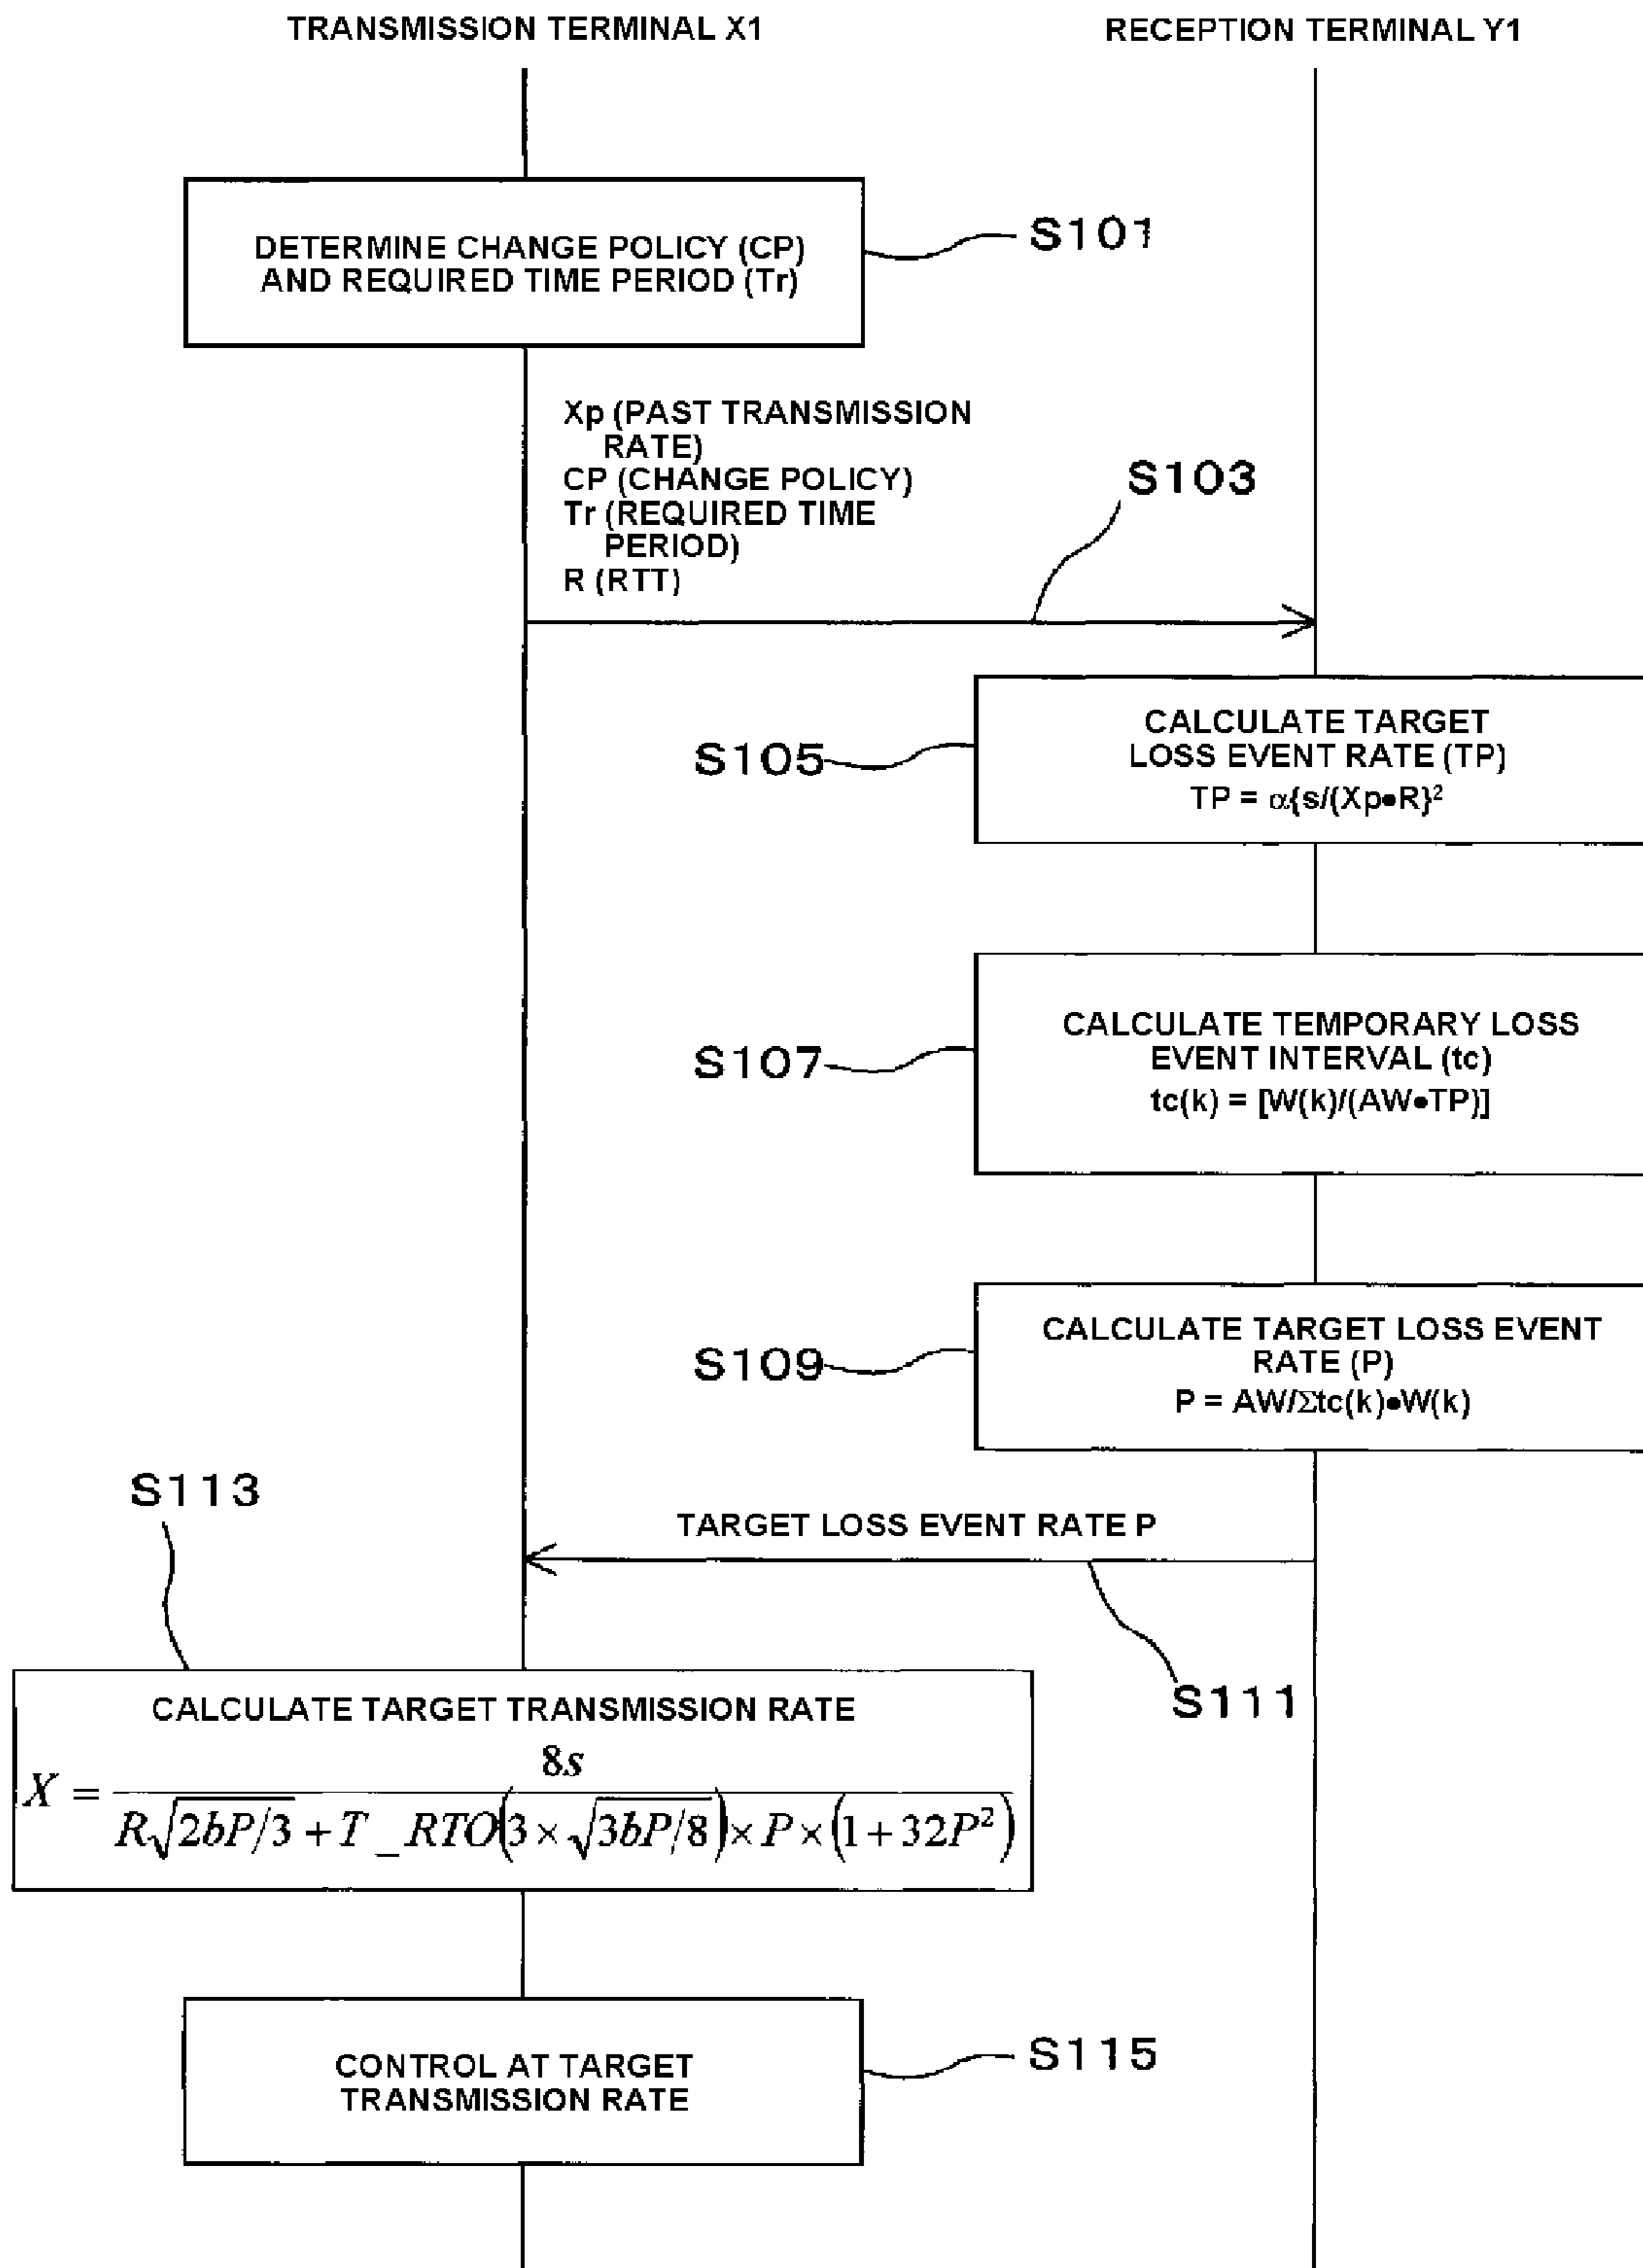 TRANSMISSION TERMINAL X1
RECEPTION TERMINAL Y1
DETERMINE CHANGE POLICY (CP)
AND REQUIRED TIME PERIOD (Tr)
S101
Xp (PAST TRANSMISSION
RATE)
CP (CHANGE POLICY)
Tr (REQUIRED TIME
PERIOD)
R (RTT)
S103
CALCULATE TARGET
LOSS EVENT RATE (TP)
TP = α{s/(Xp•R}²
S105
CALCULATE TEMPORARY LOSS
EVENT INTERVAL (tc)
tc(k) = [W(k)/(AW•TP)]
S107
CALCULATE TARGET LOSS EVENT
RATE (P)
P = AW/Σtc(k)•W(k)
S109
TARGET LOSS EVENT RATE P
S111
S113
CALCULATE TARGET TRANSMISSION RATE
8s
X =
R√2bP/3 + T_RTO(3 × √3bP/8) × P × (1 + 32P²)
CONTROL AT TARGET
TRANSMISSION RATE
S115